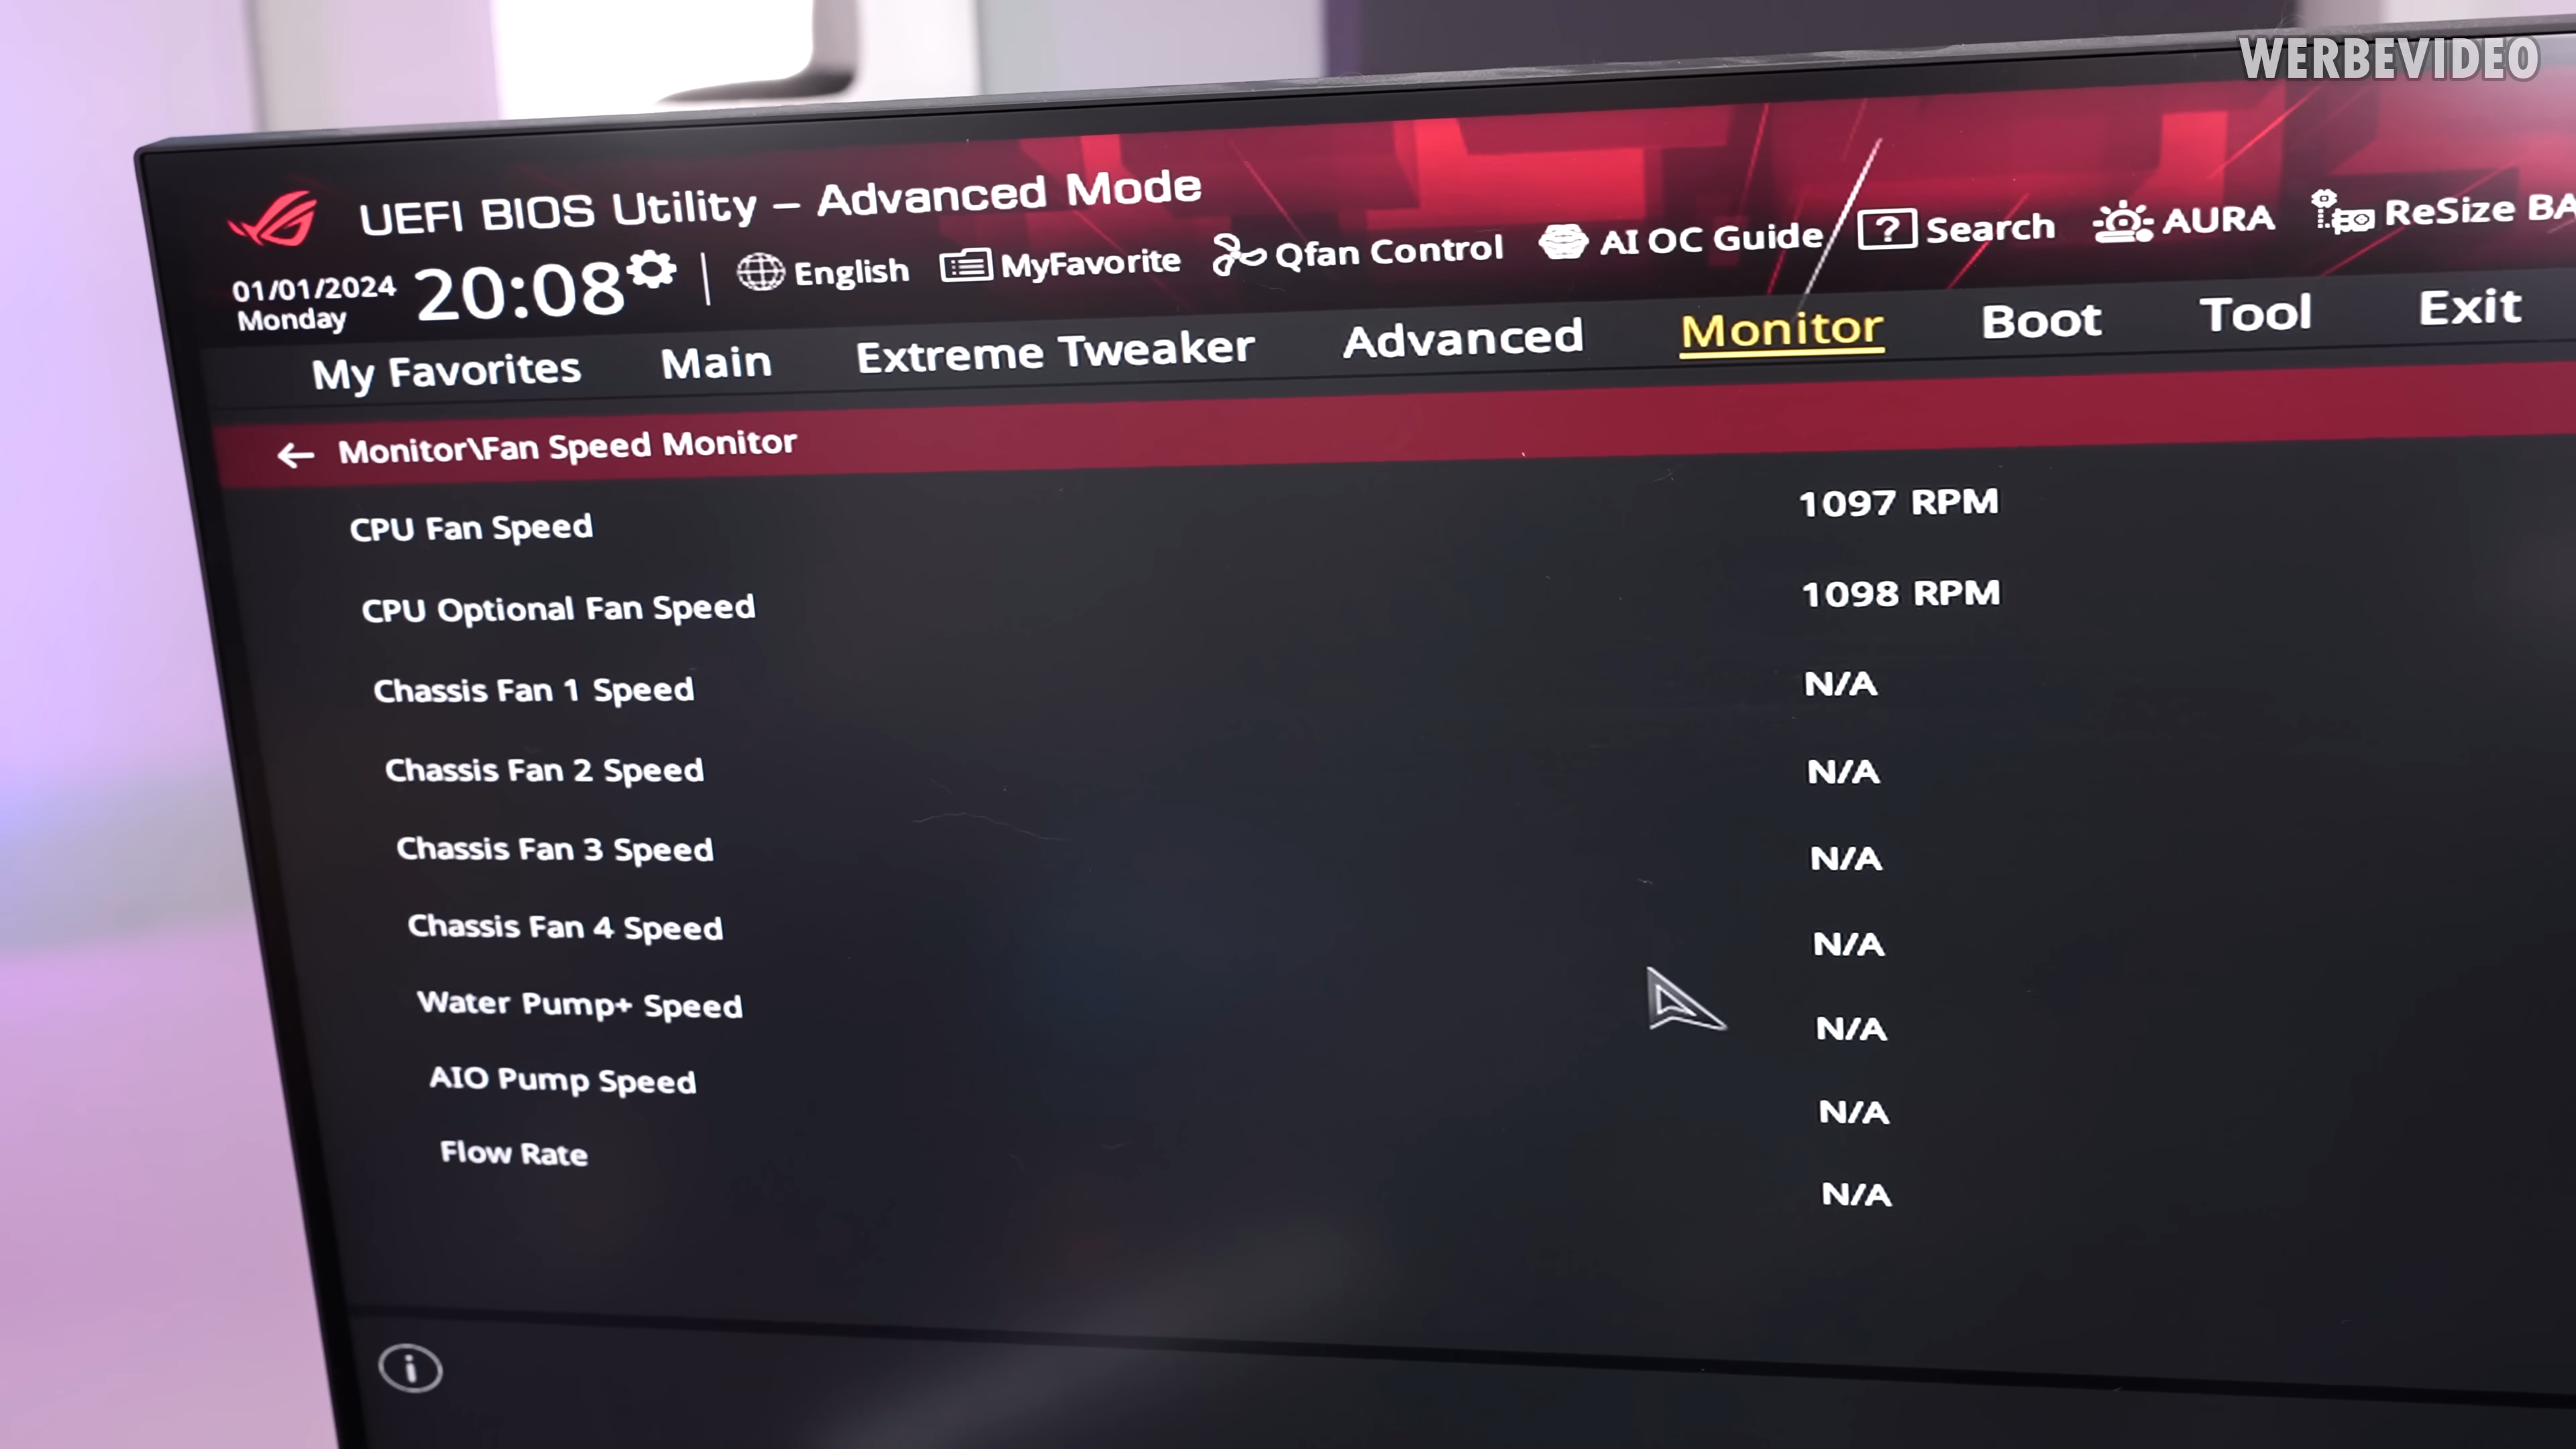 WERBEVIDEO
UEFI BIOS Utility – Advanced Mode
01/01/2024
Monday
20:08
English
MyFavorite
Qfan Control
AI OC Guide
? Search
AURA
ReSize BA
My Favorites Main Extreme Tweaker Advanced Monitor Boot Tool Exit
← Monitor\Fan Speed Monitor
CPU Fan Speed 1097 RPM
CPU Optional Fan Speed 1098 RPM
Chassis Fan 1 Speed N/A
Chassis Fan 2 Speed N/A
Chassis Fan 3 Speed N/A
Chassis Fan 4 Speed N/A
Water Pump+ Speed N/A
AIO Pump Speed N/A
Flow Rate N/A
i